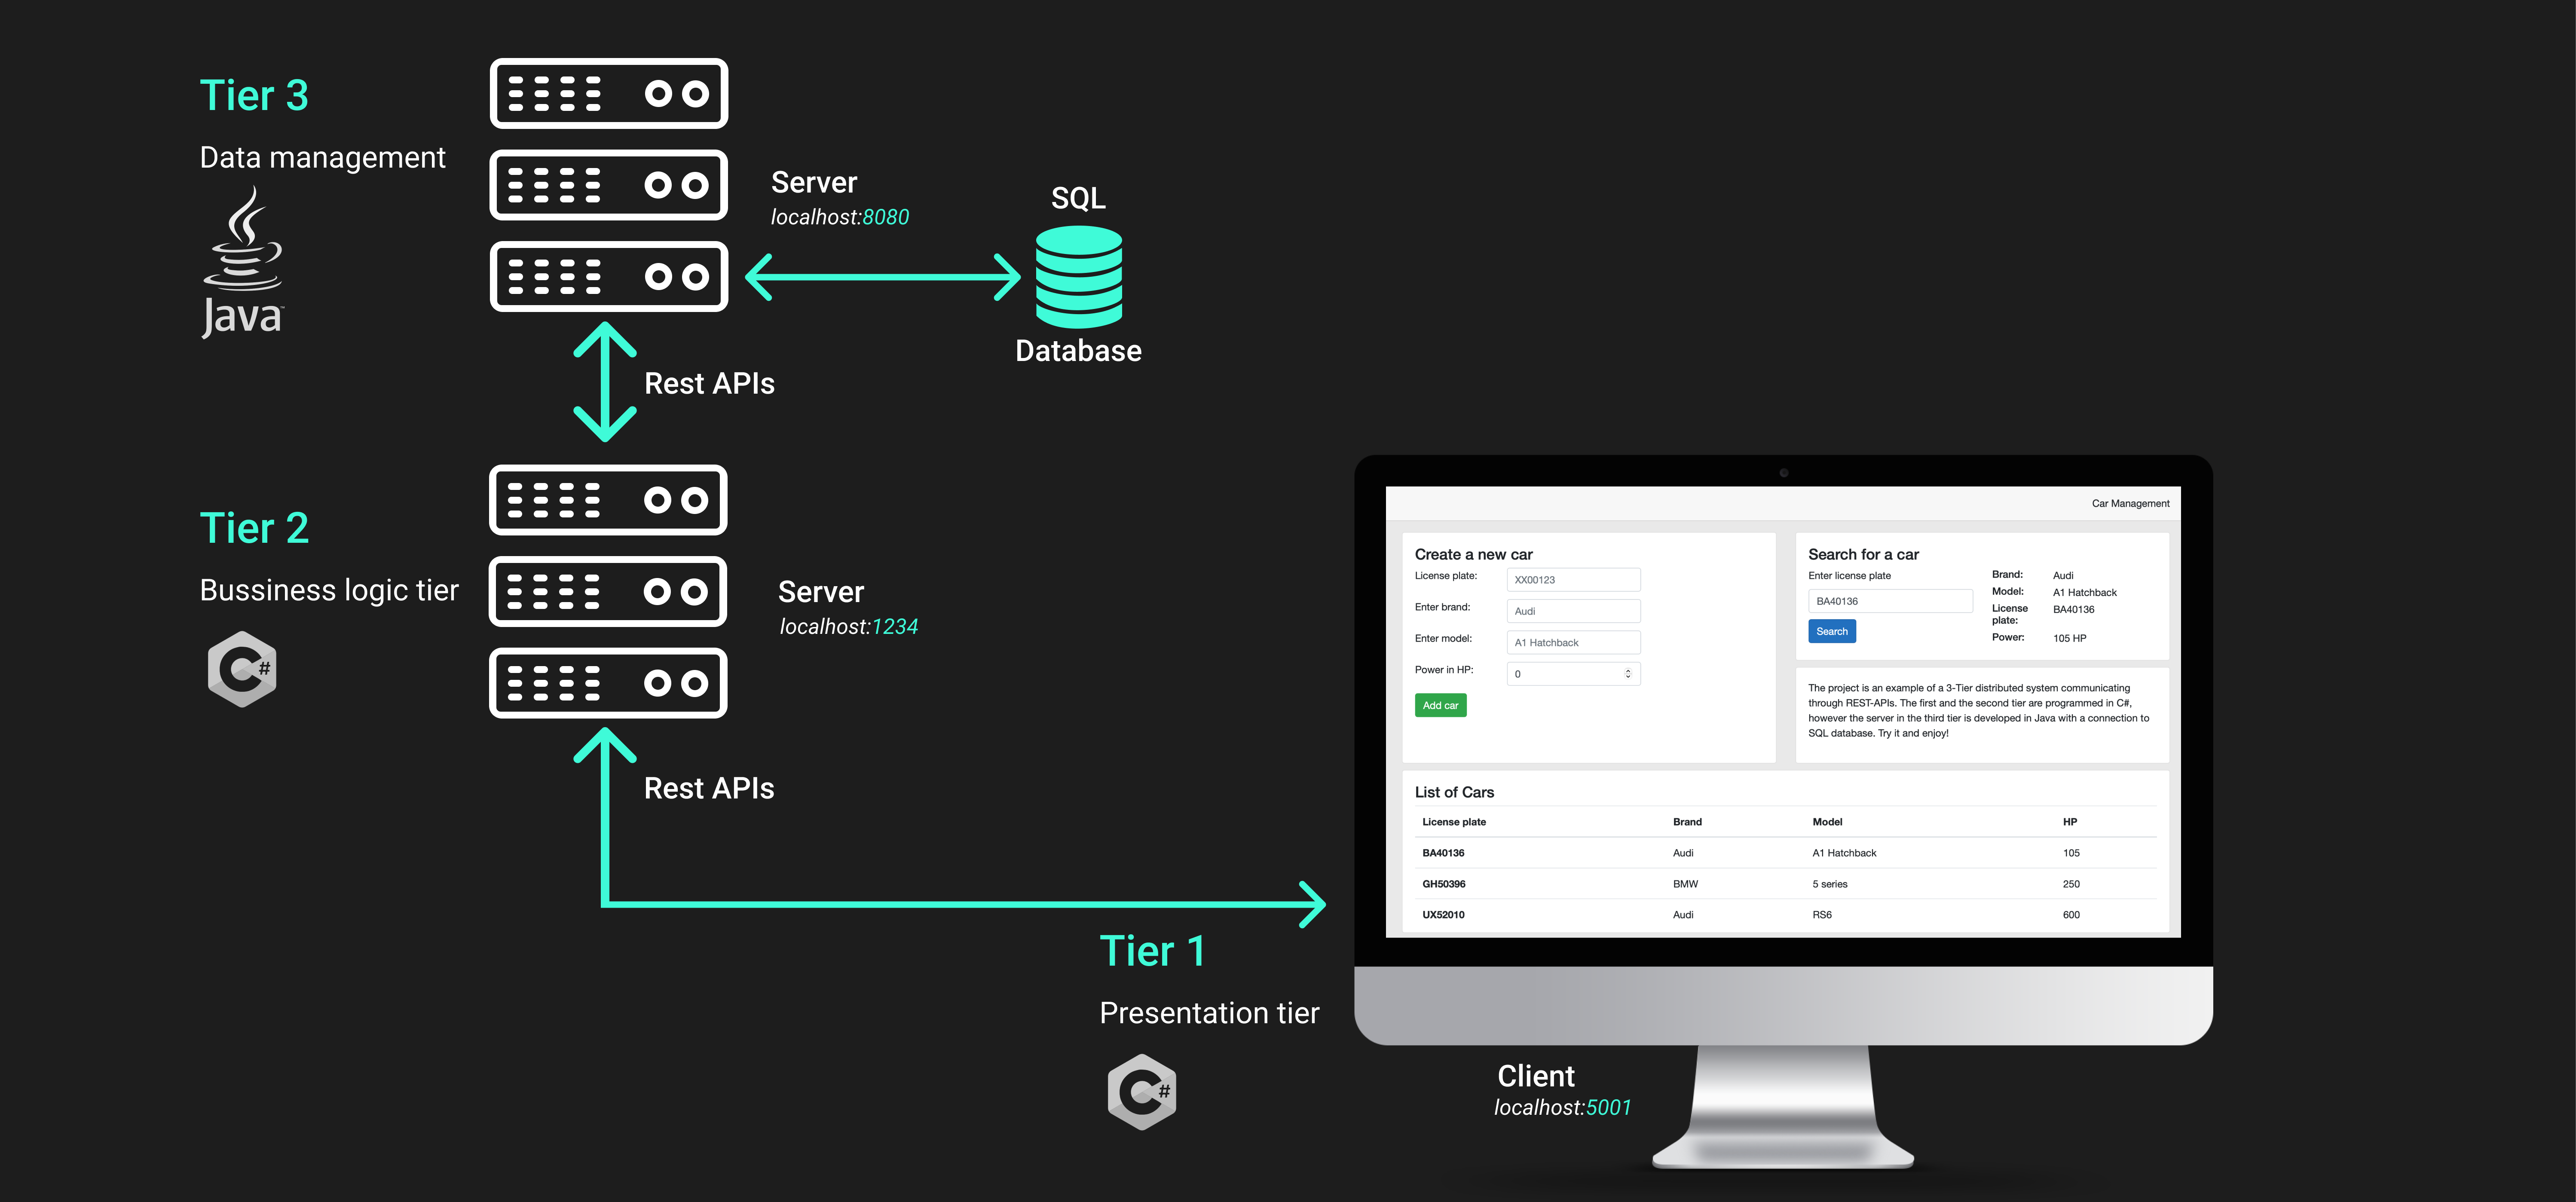 Tier 3
Data management
Java™
Server
localhost:8080
SQL
Database
Rest APIs
Tier 2
Bussiness logic tier
C#
Server
localhost:1234
Rest APIs
Tier 1
Presentation tier
C#
Client
localhost:5001
Car Management
Create a new car
License plate: XX00123
Enter brand: Audi
Enter model: A1 Hatchback
Power in HP: 0
Add car
Search for a car
Enter license plate
BA40136
Search
Brand: Audi
Model: A1 Hatchback
License BA40136
plate:
Power: 105 HP
The project is an example of a 3-Tier distributed system communicating
through REST-APIs. The first and the second tier are programmed in C#,
however the server in the third tier is developed in Java with a connection to
SQL database. Try it and enjoy!
List of Cars
License plate Brand Model HP
BA40136 Audi A1 Hatchback 105
GH50396 BMW 5 series 250
UX52010 Audi RS6 600